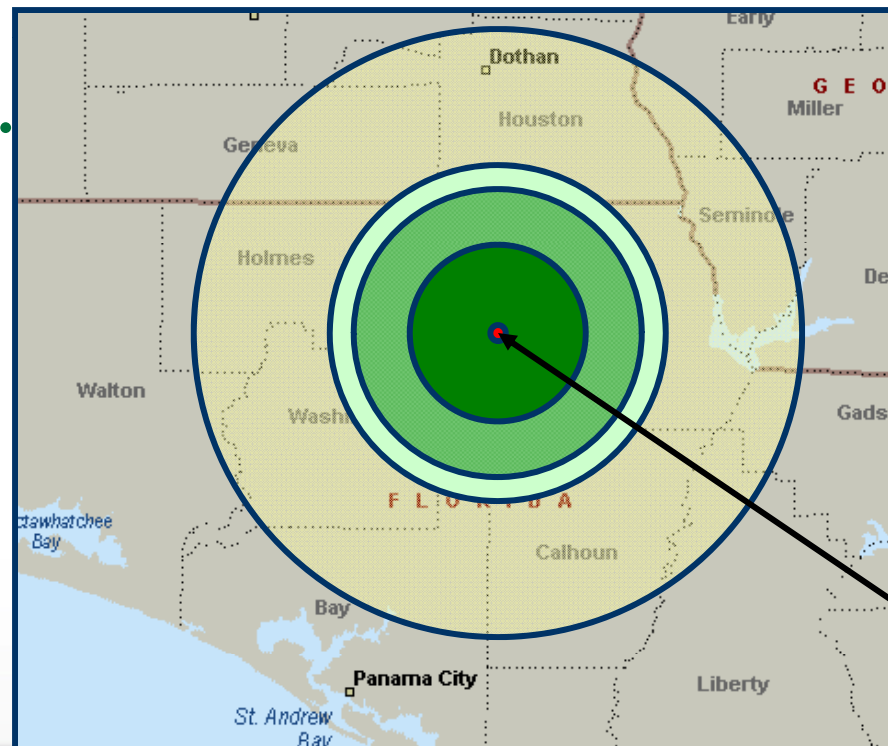 Early
Dothan
G E O
Miller
Houston
Geneva
Seminole
Holmes
De
Walton
Gads
Washi
F L O R I D A
ctawhatchee
Bay
Calhoun
Bay
Panama City
Liberty
St. Andrew
Bay